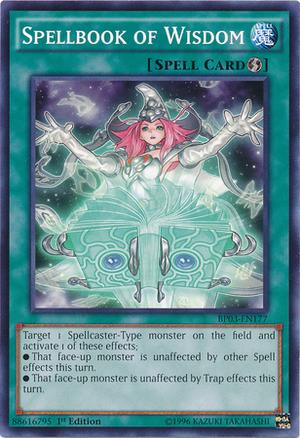 SPELLBOOK OF WISDOM
[SPELL CARD]
BP03-EN177
Target 1 Spellcaster-Type monster on the field and
activate 1 of these effects;
●That face-up monster is unaffected by other Spell
effects this turn.
●That face-up monster is unaffected by Trap effects this
turn.
88616795
1st Edition
©1996 KAZUKI TAKAHASHI